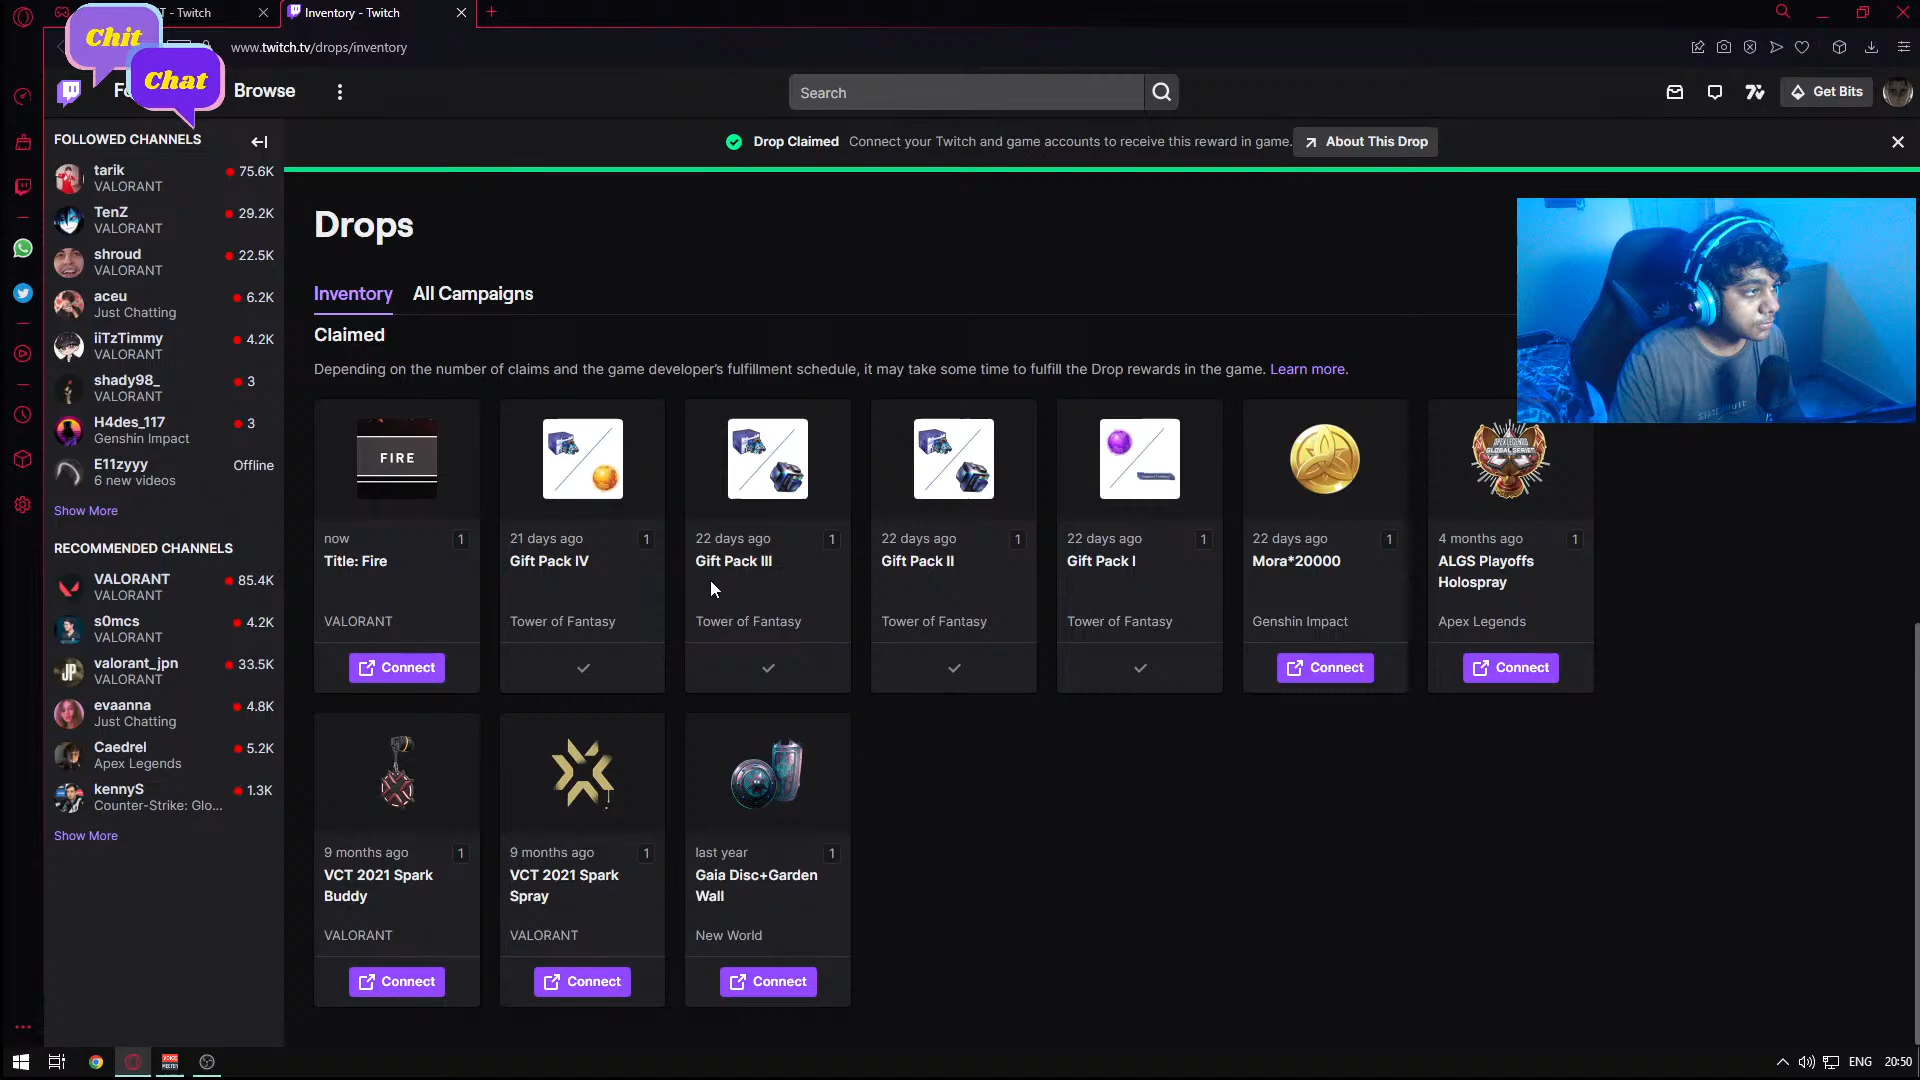 Chit
Chat
T - Twitch
Inventory - Twitch
www.twitch.tv/drops/inventory
Browse
Search
Get Bits
FOLLOWED CHANNELS
Drop Claimed Connect your Twitch and game accounts to receive this reward in game. About This Drop
tarik
VALORANT
75.6K
TenZ
VALORANT
29.2K
shroud
VALORANT
22.5K
aceu
Just Chatting
6.2K
iiTzTimmy
VALORANT
4.2K
shady98_
VALORANT
3
H4des_117
Genshin Impact
3
E11zyyy
6 new videos
Offline
Show More
RECOMMENDED CHANNELS
VALORANT
VALORANT
85.4K
s0mcs
VALORANT
4.2K
valorant_jpn
VALORANT
33.5K
evaanna
Just Chatting
4.8K
Caedrel
Apex Legends
5.2K
kennyS
Counter-Strike: Glo...
1.3K
Show More
Drops
Inventory All Campaigns
Claimed
Depending on the number of claims and the game developer's fulfillment schedule, it may take some time to fulfill the Drop rewards in the game. Learn more.
FIRE
now 1
Title: Fire
VALORANT
Connect
21 days ago 1
Gift Pack IV
Tower of Fantasy
22 days ago 1
Gift Pack III
Tower of Fantasy
22 days ago 1
Gift Pack II
Tower of Fantasy
22 days ago 1
Gift Pack I
Tower of Fantasy
22 days ago 1
Mora*20000
Genshin Impact
Connect
APEX LEGENDS
GLOBAL SERIES
4 months ago 1
ALGS Playoffs
Holospray
Apex Legends
Connect
9 months ago 1
VCT 2021 Spark
Buddy
VALORANT
Connect
9 months ago 1
VCT 2021 Spark
Spray
VALORANT
Connect
last year 1
Gaia Disc+Garden
Wall
New World
Connect
ENG 20:50